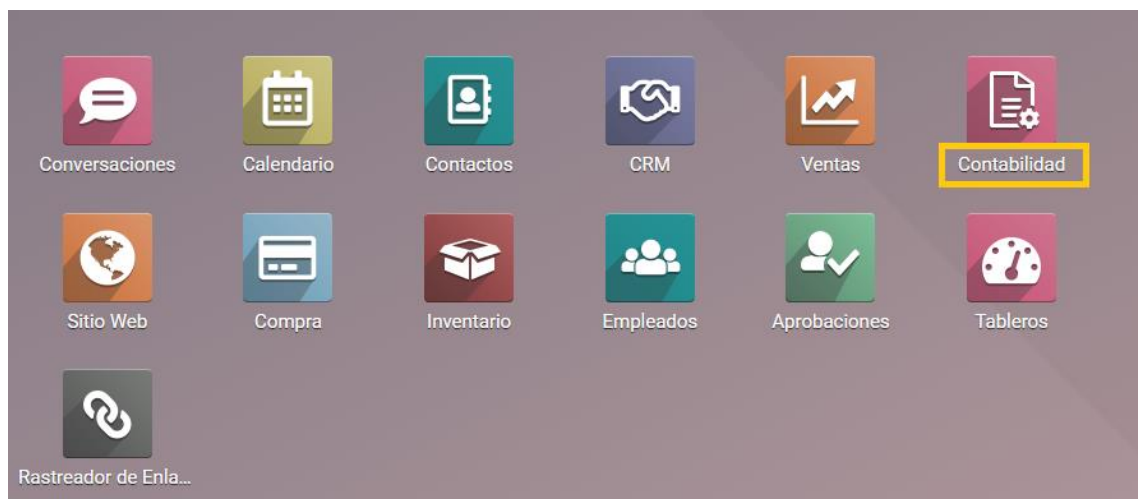 Conversaciones
Calendario
Contactos
CRM
Ventas
Contabilidad
Sitio Web
Compra
Inventario
Empleados
Aprobaciones
Tableros
Rastreador de Enla...